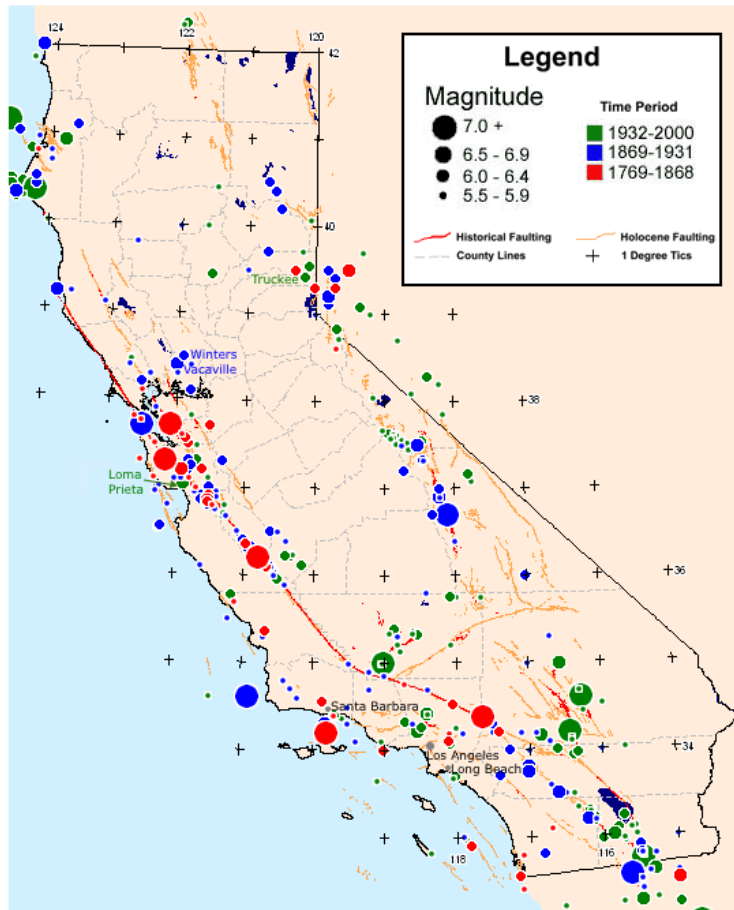 124
122
120
42
Legend
Magnitude
7.0 +
6.5 - 6.9
6.0 - 6.4
5.5 - 5.9
Time Period
1932-2000
1869-1931
1769-1868
Historical Faulting
Holocene Faulting
County Lines
1 Degree Tics
40
Truckee
Winters
Vacaville
38
Loma
Prieta
36
Santa Barbara
34
Los Angeles
Long Beach
118
116